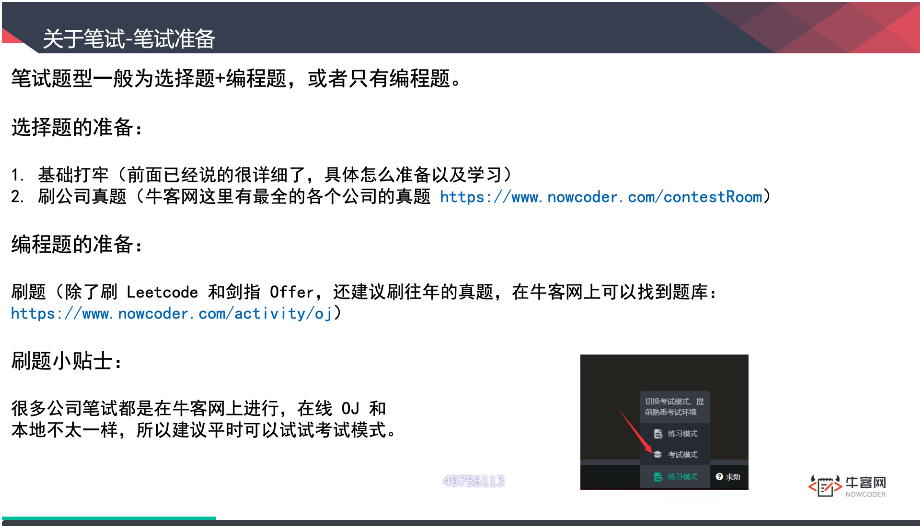 关于笔试-笔试准备
笔试题型一般为选择题+编程题，或者只有编程题。
选择题的准备：
1. 基础打牢（前面已经说的很详细了，具体怎么准备以及学习）
2. 刷公司真题（牛客网这里有最全的各个公司的真题 https://www.nowcoder.com/contestRoom）
编程题的准备：
刷题（除了刷 Leetcode 和剑指 Offer，还建议刷往年的真题，在牛客网上可以找到题库：
https://www.nowcoder.com/activity/oj）
刷题小贴士：
很多公司笔试都是在牛客网上进行，在线 OJ 和
本地不太一样，所以建议平时可以试试考试模式。
切换考试模式，提
前熟悉考试环境
练习模式
考试模式
练习模式
求助
49756113
牛客网
NOWCODER